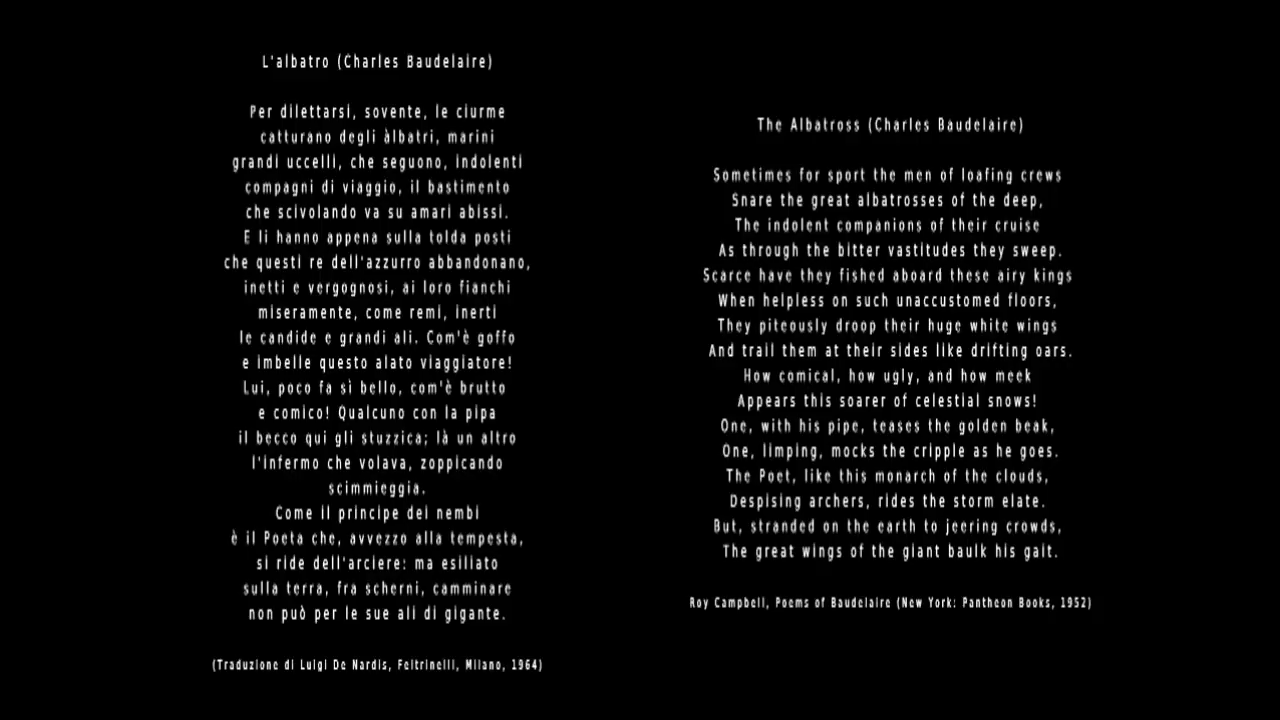 L'albatro (Charles Baudelaire)
Per dilettarsi, sovente, le ciurme
catturano degli àlbatri, marini
grandi uccelli, che seguono, indolenti
compagni di viaggio, il bastimento
che scivolando va su amari abissi.
E li hanno appena sulla tolda posti
che questi re dell'azzurro abbandonano,
inetti e vergognosi, ai loro fianchi
miseramente, come remi, inerti
le candide e grandi ali. Com'è goffo
e imbelle questo alato viaggiatore!
Lui, poco fa sì bello, com'è brutto
e comico! Qualcuno con la pipa
il becco qui gli stuzzica; là un altro
l'infermo che volava, zoppicando
scimmieggia.
Come il principe dei nembi
è il Poeta che, avvezzo alla tempesta,
si ride dell'arciere: ma esiliato
sulla terra, fra scherni, camminare
non può per le sue ali di gigante.
(Traduzione di Luigi De Nardis, Feltrinelli, Milano, 1964)
The Albatross (Charles Baudelaire)
Sometimes for sport the men of loafing crews
Snare the great albatrosses of the deep,
The indolent companions of their cruise
As through the bitter vastitudes they sweep.
Scarce have they fished aboard these airy kings
When helpless on such unaccustomed floors,
They piteously droop their huge white wings
And trail them at their sides like drifting oars.
How comical, how ugly, and how meek
Appears this soarer of celestial snows!
One, with his pipe, teases the golden beak,
One, limping, mocks the cripple as he goes.
The Poet, like this monarch of the clouds,
Despising archers, rides the storm elate.
But, stranded on the earth to jeering crowds,
The great wings of the giant baulk his gait.
Roy Campbell, Poems of Baudelaire (New York: Pantheon Books, 1952)